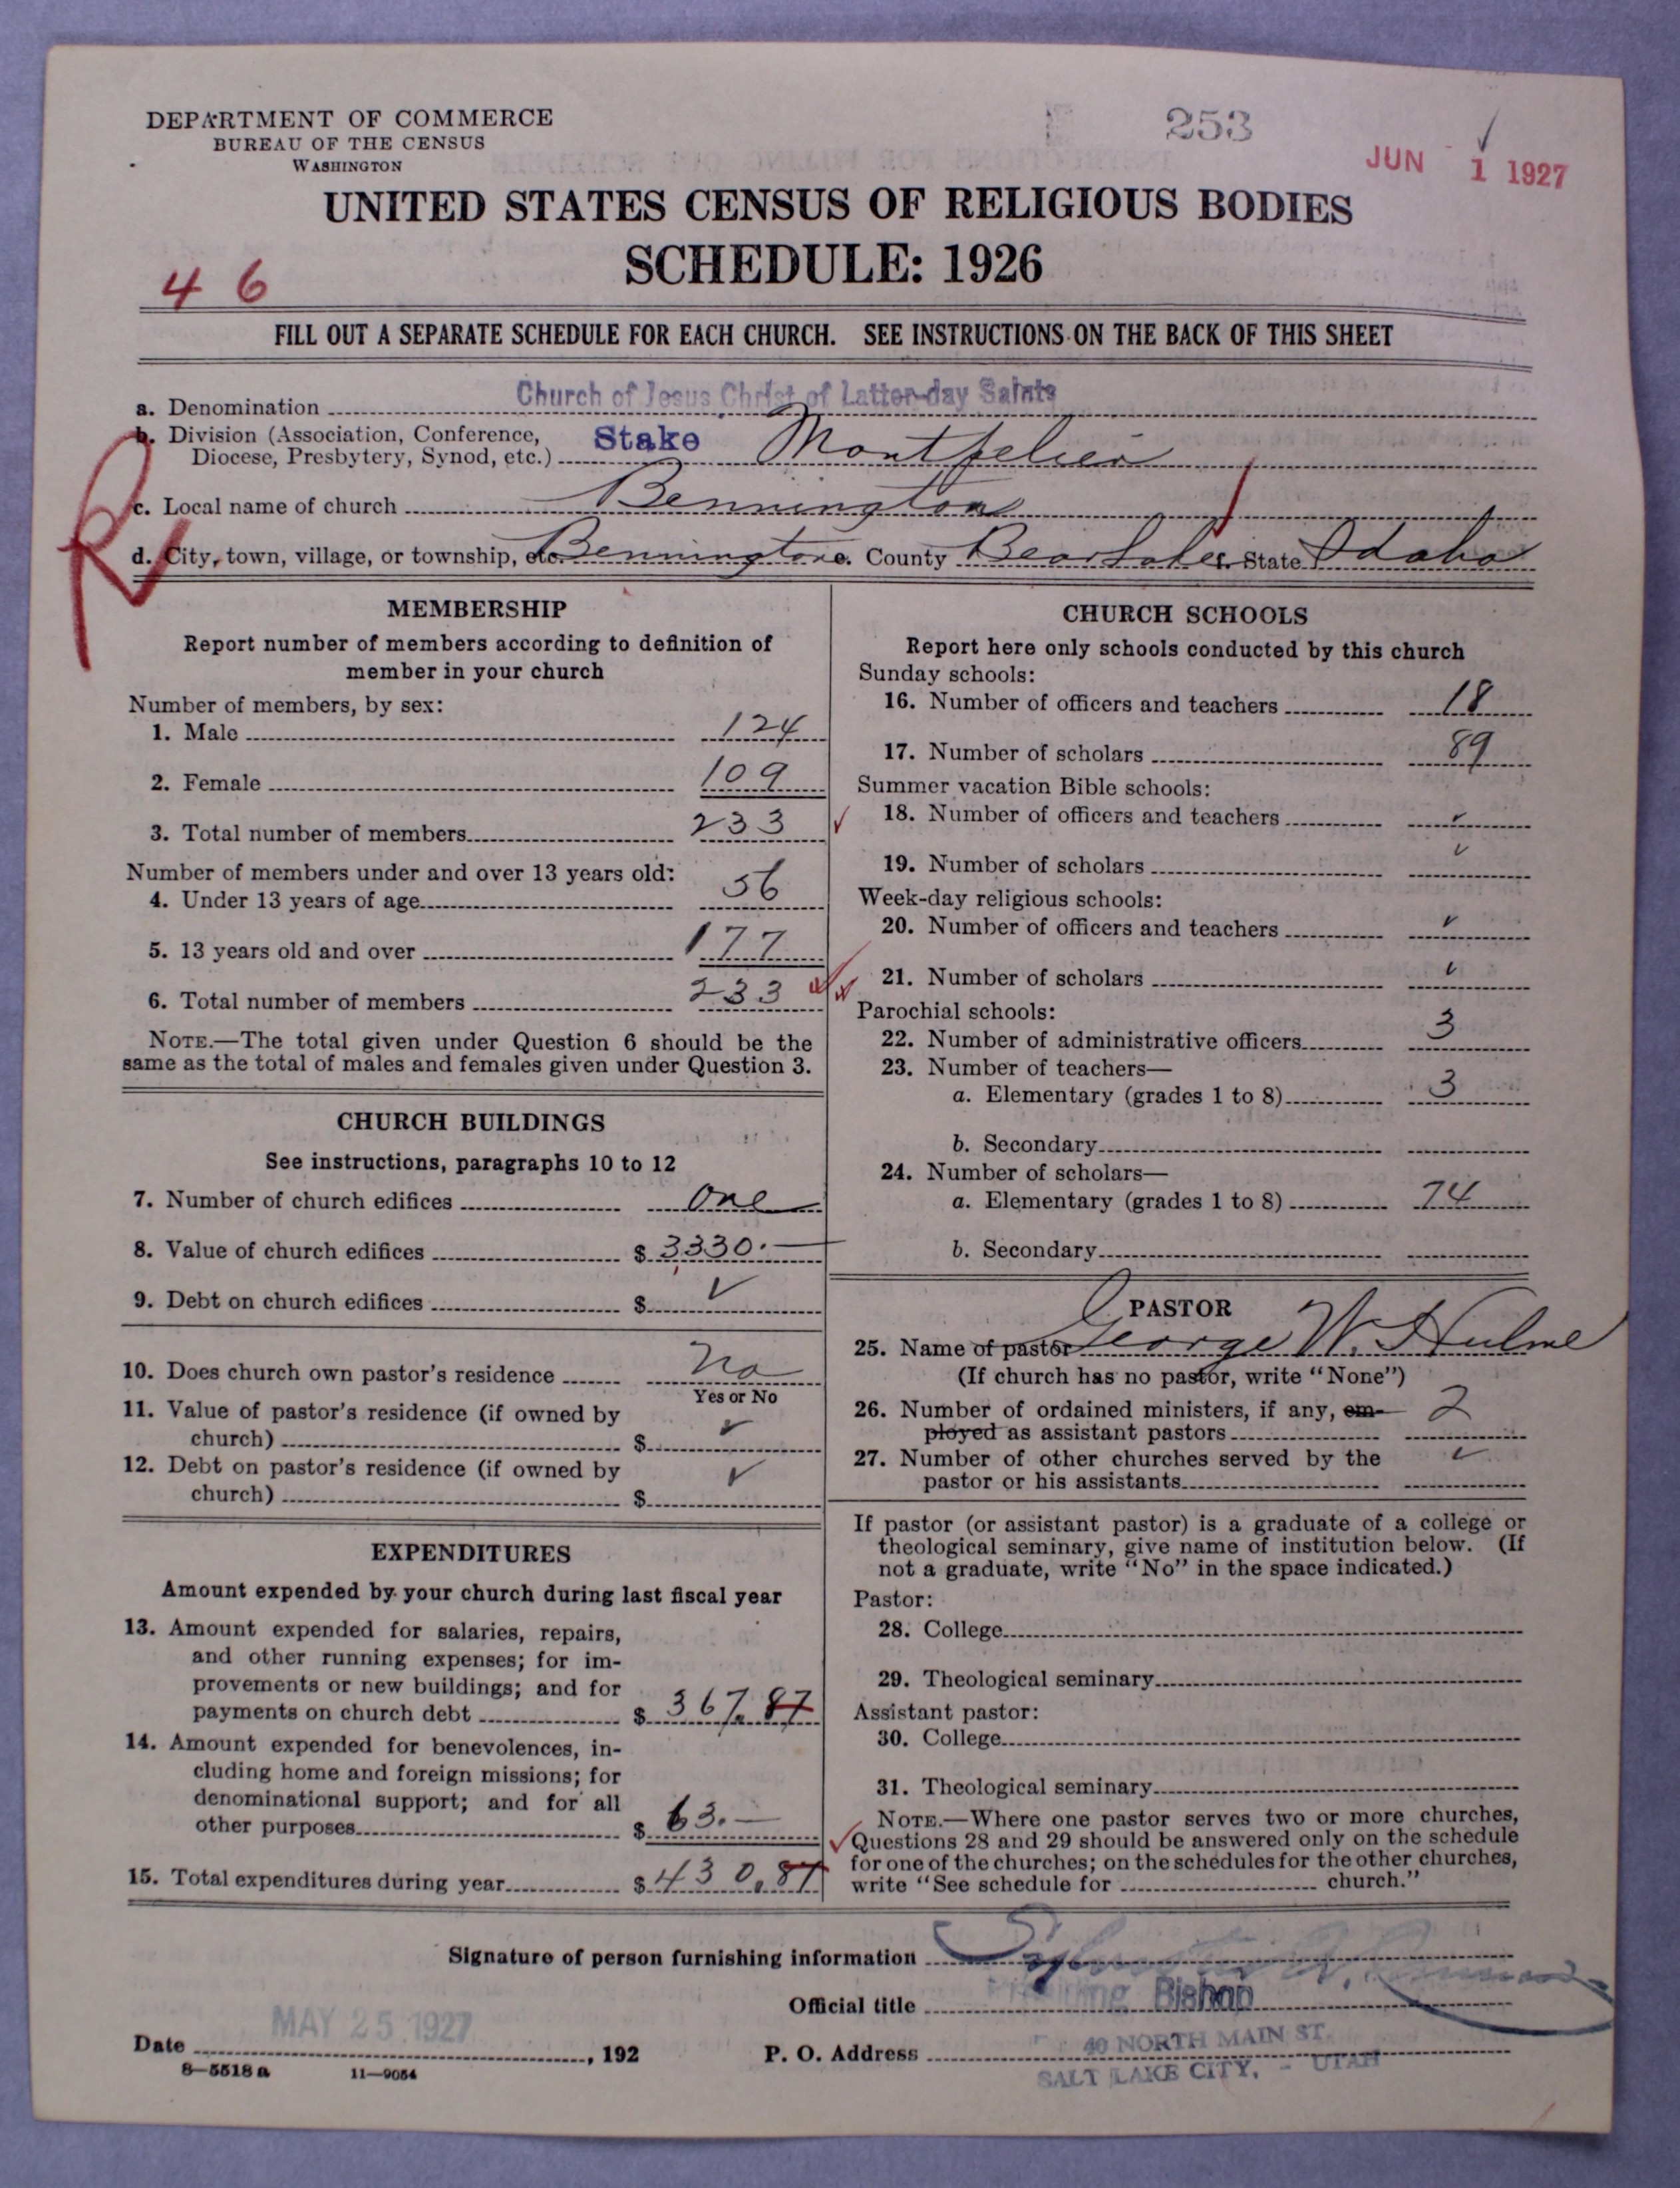 DEPARTMENT OF COMMERCE
BUREAU OF THE CENSUS
WASHINGTON
253
JUN 1 1927
UNITED STATES CENSUS OF RELIGIOUS BODIES
SCHEDULE: 1926
4 6
FILL OUT A SEPARATE SCHEDULE FOR EACH CHURCH. SEE INSTRUCTIONS ON THE BACK OF THIS SHEET
a. Denomination Church of Jesus Christ of Latter-day Saints
b. Division (Association, Conference, Diocese, Presbytery, Synod, etc.) Stake Montpelier
c. Local name of church Bennington
d. City, town, village, or township, etc. Bennington e. County Bear Lake f. State Idaho
R
MEMBERSHIP
Report number of members according to definition of
member in your church
Number of members, by sex:
1. Male 124
2. Female 109
3. Total number of members 233
Number of members under and over 13 years old:
4. Under 13 years of age 56
5. 13 years old and over 177
6. Total number of members 233
NOTE.—The total given under Question 6 should be the
same as the total of males and females given under Question 3.
CHURCH BUILDINGS
See instructions, paragraphs 10 to 12
7. Number of church edifices one
8. Value of church edifices $ 3330.—
9. Debt on church edifices $ ✓
10. Does church own pastor's residence no
Yes or No
11. Value of pastor's residence (if owned by
church) $ ✓
12. Debt on pastor's residence (if owned by
church) $ ✓
EXPENDITURES
Amount expended by your church during last fiscal year
13. Amount expended for salaries, repairs,
and other running expenses; for im-
provements or new buildings; and for
payments on church debt $ 367.87
14. Amount expended for benevolences, in-
cluding home and foreign missions; for
denominational support; and for all
other purposes $ 63.—
15. Total expenditures during year $ 430.87
CHURCH SCHOOLS
Report here only schools conducted by this church
Sunday schools:
16. Number of officers and teachers 18
17. Number of scholars 89
Summer vacation Bible schools:
18. Number of officers and teachers ✓
19. Number of scholars ✓
Week-day religious schools:
20. Number of officers and teachers ✓
21. Number of scholars ✓
Parochial schools:
22. Number of administrative officers 3
23. Number of teachers—
a. Elementary (grades 1 to 8) 3
b. Secondary
24. Number of scholars—
a. Elementary (grades 1 to 8) 74
b. Secondary
PASTOR
25. Name of pastor George W. Hulme
(If church has no pastor, write "None")
26. Number of ordained ministers, if any, em-
ployed as assistant pastors 2
27. Number of other churches served by the
pastor or his assistants ✓
If pastor (or assistant pastor) is a graduate of a college or
theological seminary, give name of institution below. (If
not a graduate, write "No" in the space indicated.)
Pastor:
28. College
29. Theological seminary
Assistant pastor:
30. College
31. Theological seminary
NOTE.—Where one pastor serves two or more churches,
Questions 28 and 29 should be answered only on the schedule
for one of the churches; on the schedules for the other churches,
write "See schedule for church."
Signature of person furnishing information Sylvester Q. Cannon
Official title Presiding Bishop
MAY 25 1927
Date , 192
P. O. Address 40 NORTH MAIN ST.
SALT LAKE CITY, - UTAH
8—5518 a 11—9054